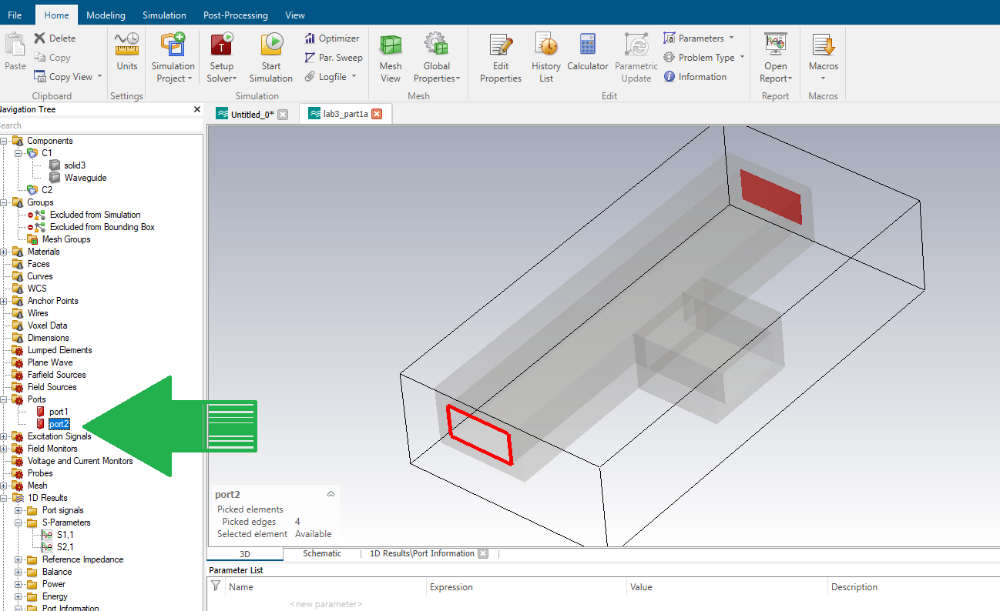 File Home Modeling Simulation Post-Processing View
Paste
Delete
Copy
Copy View
Clipboard
Units
Settings
Simulation
Project
Setup
Solver
Start
Simulation
Optimizer
Par. Sweep
Logfile
Simulation
Mesh
View
Global
Properties
Mesh
Edit
Properties
History
List
Calculator
Parametric
Update
Parameters
Problem Type
Information
Edit
Open
Report
Report
Macros
Macros
Navigation Tree
Search
Components
C1
solid3
Waveguide
C2
Groups
Excluded from Simulation
Excluded from Bounding Box
Mesh Groups
Materials
Faces
Curves
WCS
Anchor Points
Wires
Voxel Data
Dimensions
Lumped Elements
Plane Wave
Farfield Sources
Field Sources
Ports
port1
port2
Excitation Signals
Field Monitors
Voltage and Current Monitors
Probes
Mesh
1D Results
Port signals
S-Parameters
S1,1
S2,1
Reference Impedance
Balance
Power
Energy
Port Information
Untitled_0*
lab3_part1a
port2
Picked elements
Picked edges 4
Selected element Available
3D Schematic 1D Results\Port Information
Parameter List
Name Expression Value Description
<new parameter>